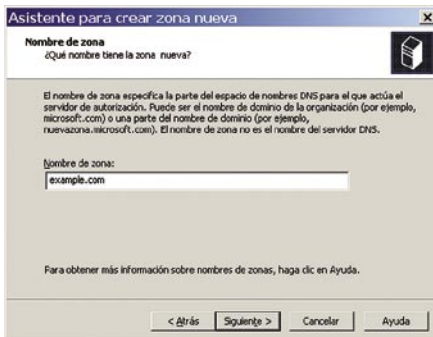 Asistente para crear zona nueva
Nombre de zona
¿Qué nombre tiene la zona nueva?
El nombre de zona especifica la parte del espacio de nombres DNS para el que actúa el
servidor de autorización. Puede ser el nombre de dominio de la organización (por ejemplo,
microsoft.com) o una parte del nombre de dominio (por ejemplo,
nuevazona.microsoft.com). El nombre de zona no es el nombre del servidor DNS.
Nombre de zona:
example.com
Para obtener más información sobre nombres de zonas, haga clic en Ayuda.
< Atrás Siguiente > Cancelar Ayuda